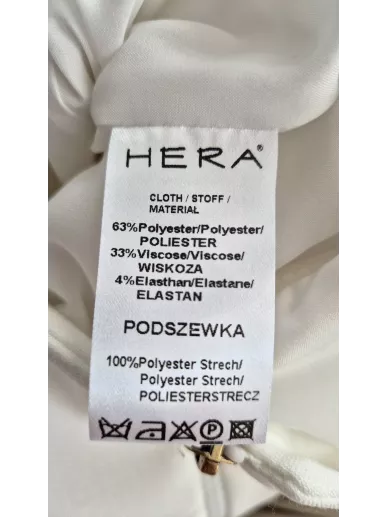 HERA®
CLOTH / STOFF /
MATERIAŁ
63%Polyester/Polyester/
POLIESTER
33%Viscose/Viscose/
WISKOZA
4%Elasthan/Elastane/
ELASTAN
PODSZEWKA
100%Polyester Strech/
Polyester Strech/
POLIESTERSTRECZ
P